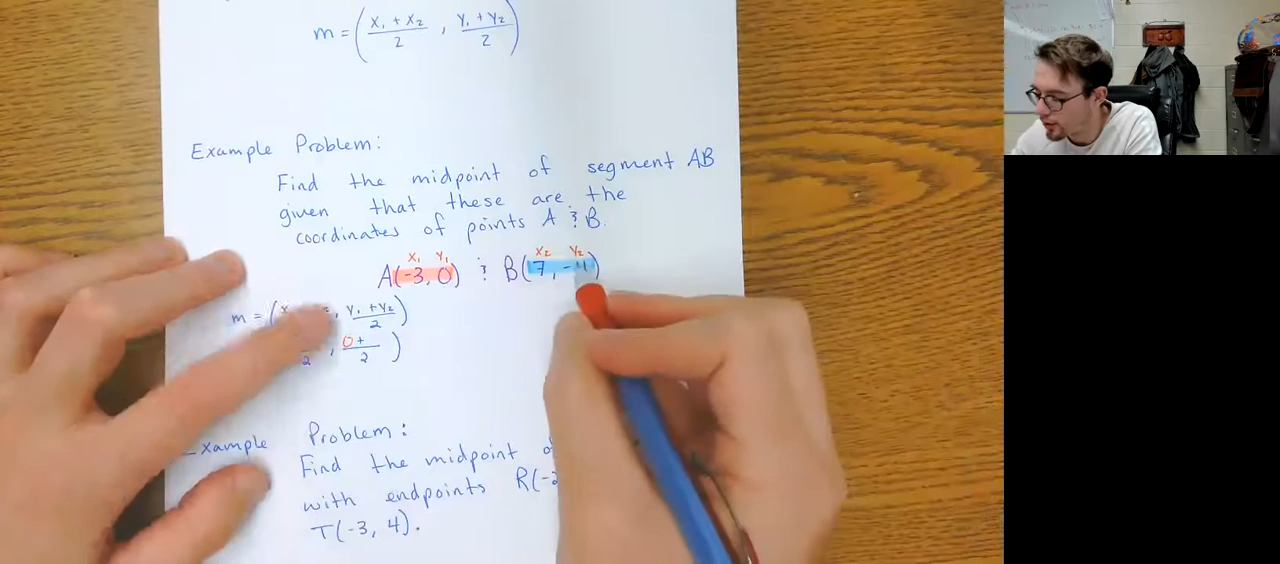 m = (x₁ + x₂ / 2 , y₁ + y₂ / 2)
Example Problem:
Find the midpoint of segment AB
given that these are the
coordinates of points A & B.
x₁ y₁ x₂ y₂
A(-3, 0) & B(7, -4)
m = ( , y₁ + y₂ / 2)
2 , 0+ / 2 )
Example Problem:
Find the midpoint
with endpoints R(-2
T(-3, 4).